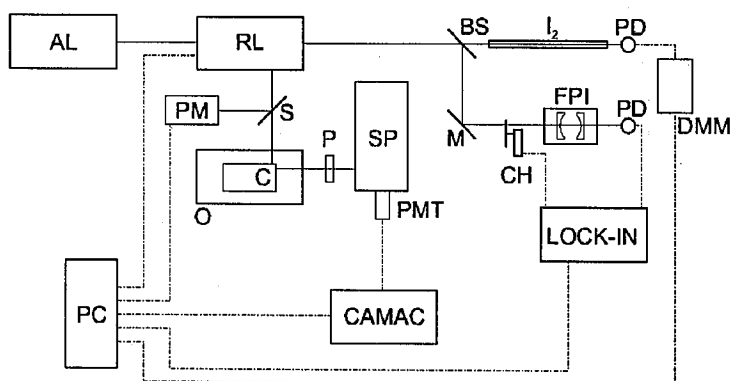 AL
RL
BS
I₂
PD
PM
S
SP
P
M
FPI
PD
DMM
C
O
CH
PMT
LOCK-IN
PC
CAMAC